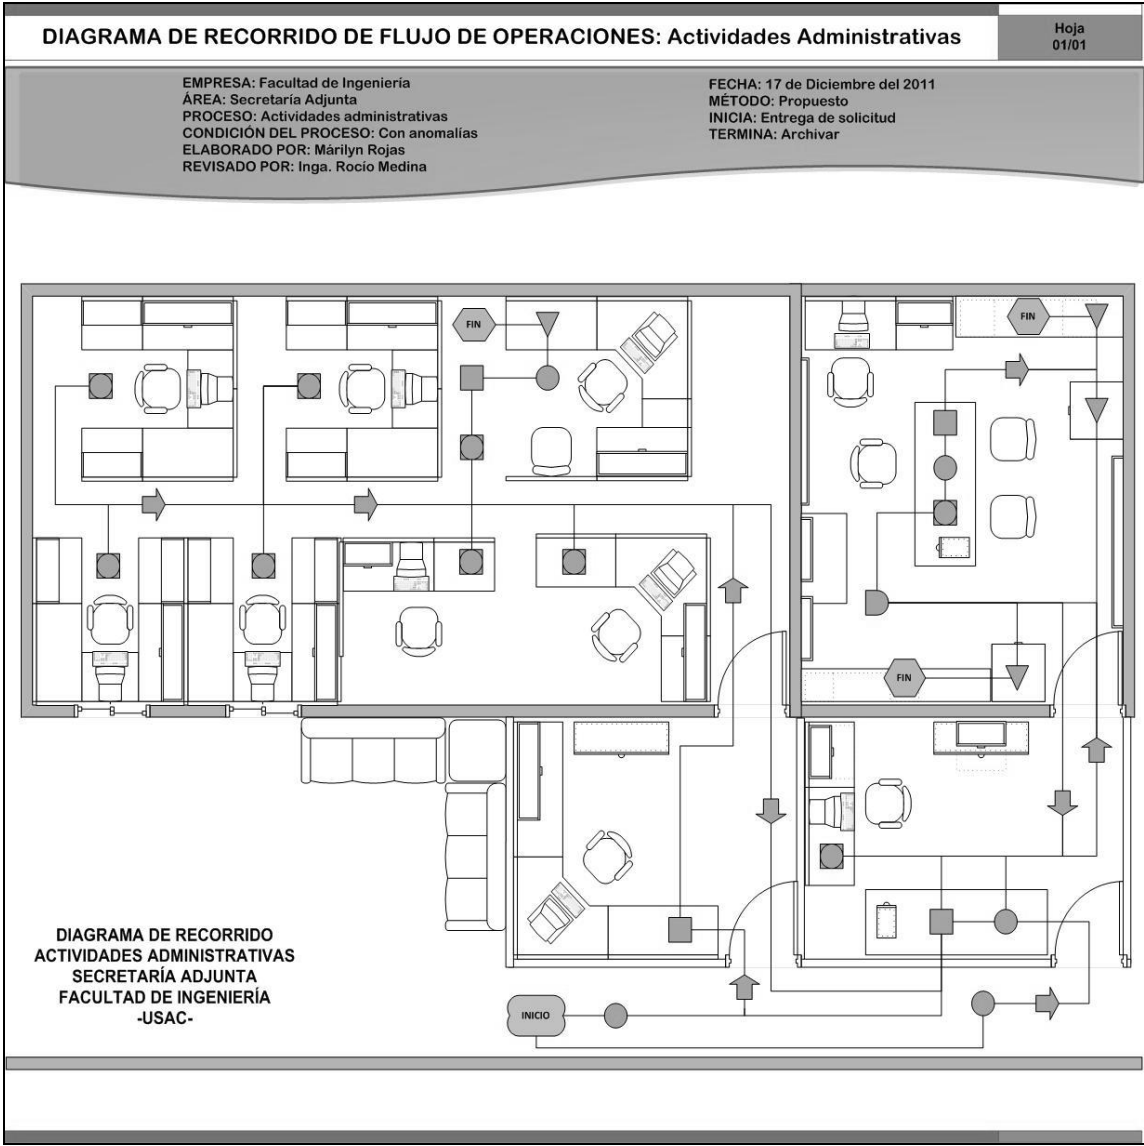 DIAGRAMA DE RECORRIDO DE FLUJO DE OPERACIONES: Actividades Administrativas
Hoja
01/01
EMPRESA: Facultad de Ingeniería
ÁREA: Secretaría Adjunta
PROCESO: Actividades administrativas
CONDICIÓN DEL PROCESO: Con anomalías
ELABORADO POR: Márilyn Rojas
REVISADO POR: Inga. Rocío Medina
FECHA: 17 de Diciembre del 2011
MÉTODO: Propuesto
INICIA: Entrega de solicitud
TERMINA: Archivar
FIN
FIN
FIN
DIAGRAMA DE RECORRIDO
ACTIVIDADES ADMINISTRATIVAS
SECRETARÍA ADJUNTA
FACULTAD DE INGENIERÍA
-USAC-
INICIO